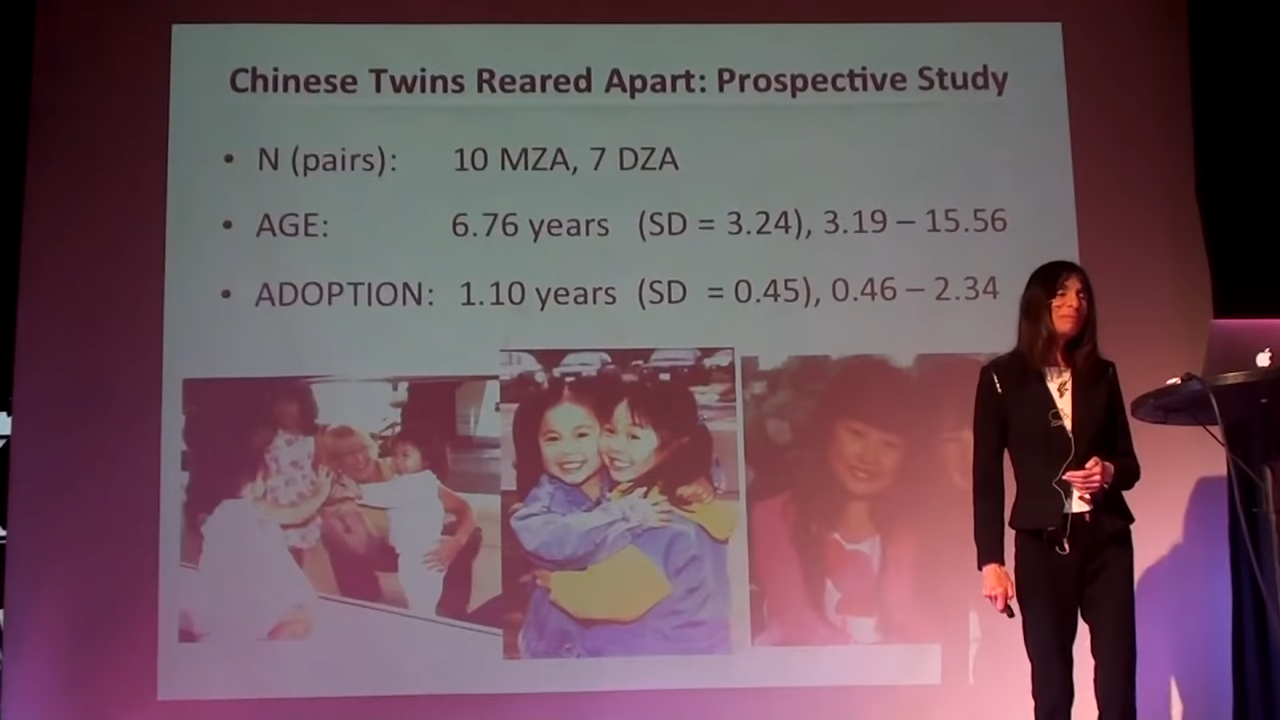 Chinese Twins Reared Apart: Prospective Study
• N (pairs): 10 MZA, 7 DZA
• AGE: 6.76 years (SD = 3.24), 3.19 – 15.56
• ADOPTION: 1.10 years (SD = 0.45), 0.46 – 2.34